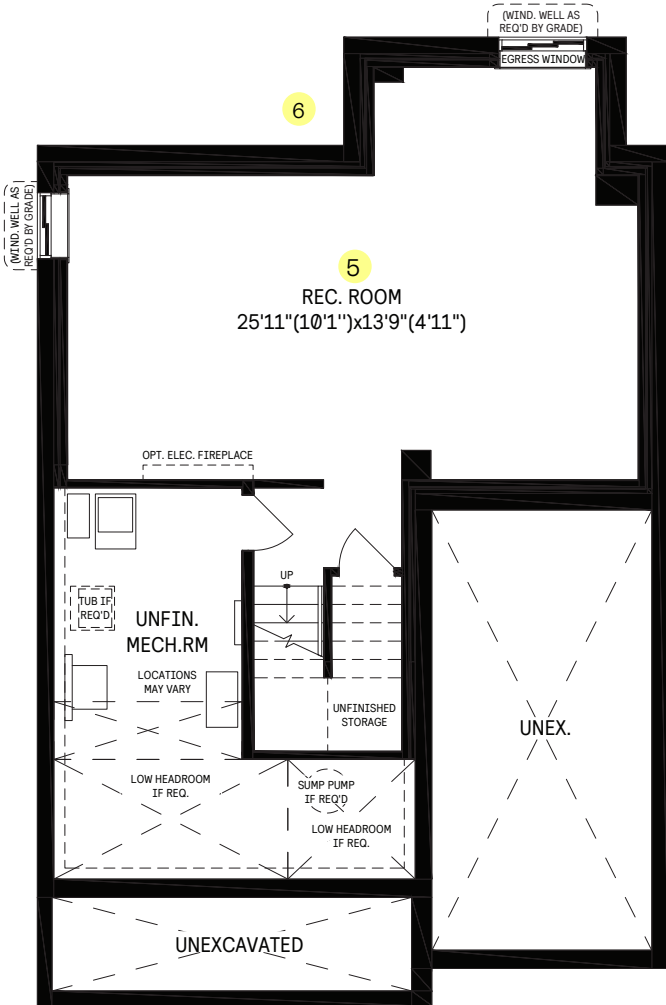 (WIND. WELL AS
REQ'D BY GRADE)
EGRESS WINDOW
6
(WIND. WELL AS
REQ'D BY GRADE)
5
REC. ROOM
25'11"(10'1'')x13'9"(4'11")
OPT. ELEC. FIREPLACE
UP
TUB IF
REQ'D
UNFIN.
MECH.RM
LOCATIONS
MAY VARY
UNFINISHED
STORAGE
UNEX.
LOW HEADROOM
IF REQ.
SUMP PUMP
IF REQ'D
LOW HEADROOM
IF REQ.
UNEXCAVATED